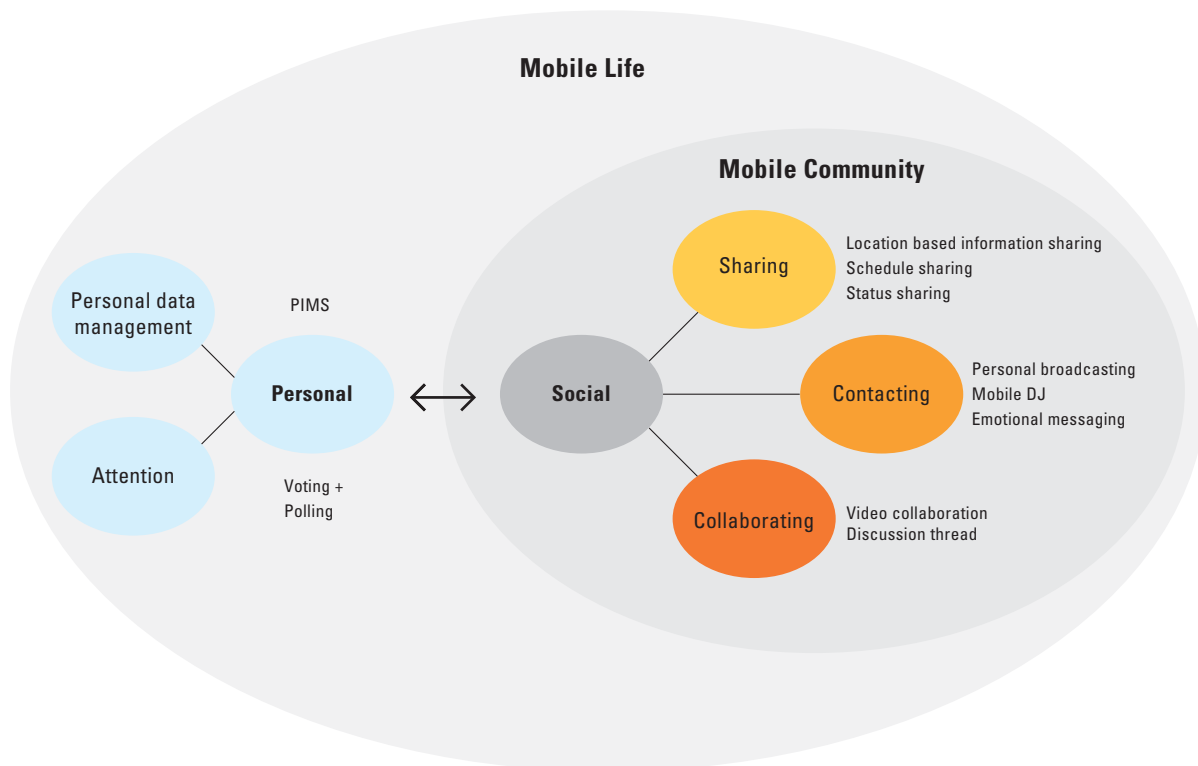 Mobile Life
Mobile Community
Sharing
Location based information sharing
Schedule sharing
Status sharing
Personal data
management
PIMS
Personal
Social
Contacting
Personal broadcasting
Mobile DJ
Emotional messaging
Attention
Voting +
Polling
Collaborating
Video collaboration
Discussion thread